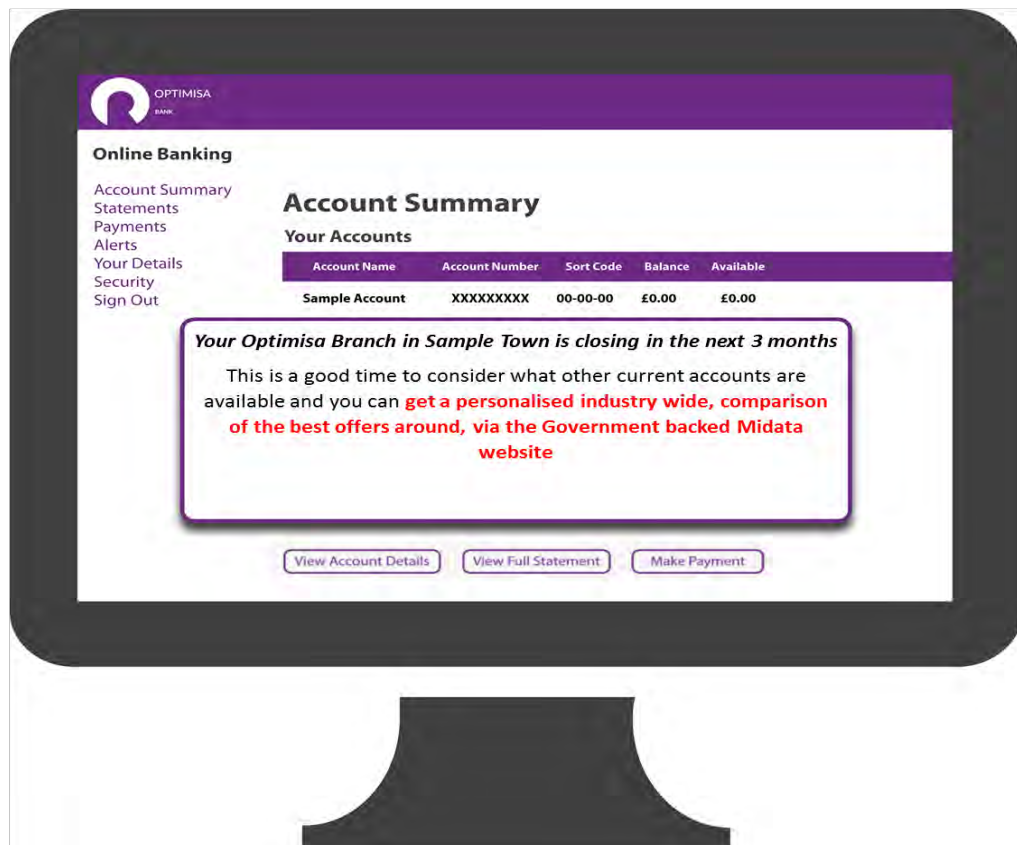 OPTIMISA
BANK
Online Banking
Account Summary
Statements
Payments
Alerts
Your Details
Security
Sign Out
Account Summary
Your Accounts
Account Name Account Number Sort Code Balance Available
Sample Account XXXXXXXXX 00-00-00 £0.00 £0.00
Your Optimisa Branch in Sample Town is closing in the next 3 months
This is a good time to consider what other current accounts are
available and you can get a personalised industry wide, comparison
of the best offers around, via the Government backed Midata
website
View Account Details View Full Statement Make Payment